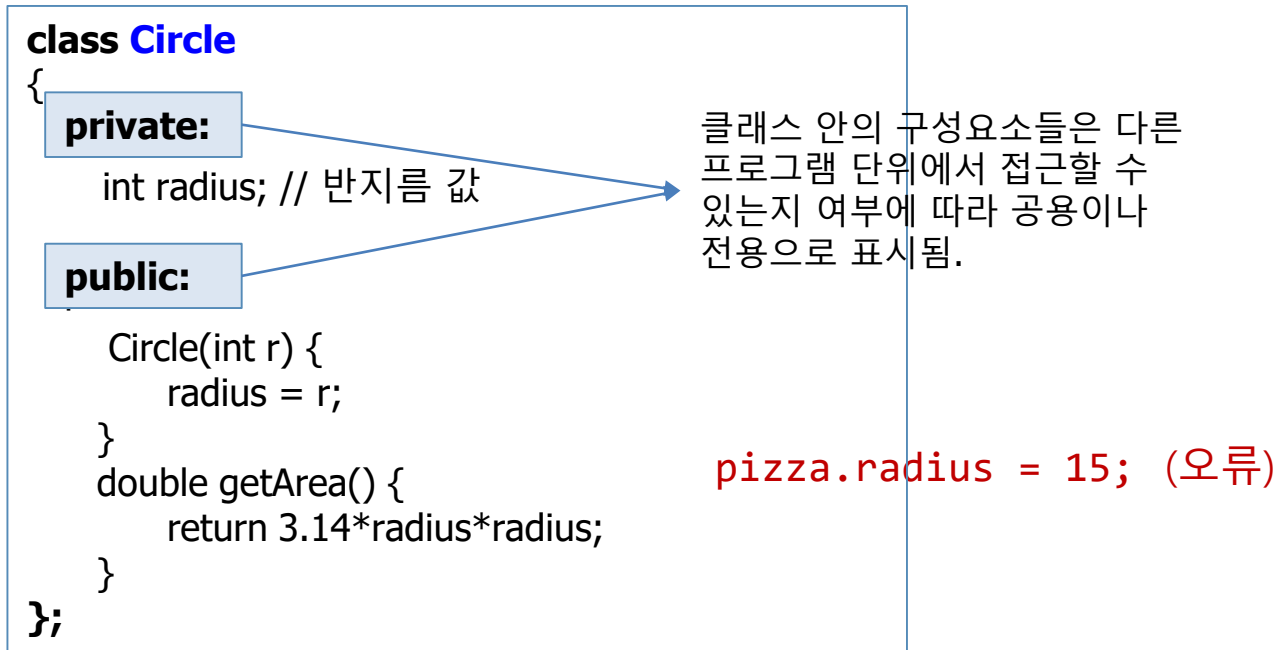 class Circle
{
private:
int radius; // 반지름 값
public:
Circle(int r) {
radius = r;
}
double getArea() {
return 3.14*radius*radius;
}
};
클래스 안의 구성요소들은 다른
프로그램 단위에서 접근할 수
있는지 여부에 따라 공용이나
전용으로 표시됨.
pizza.radius = 15; (오류)